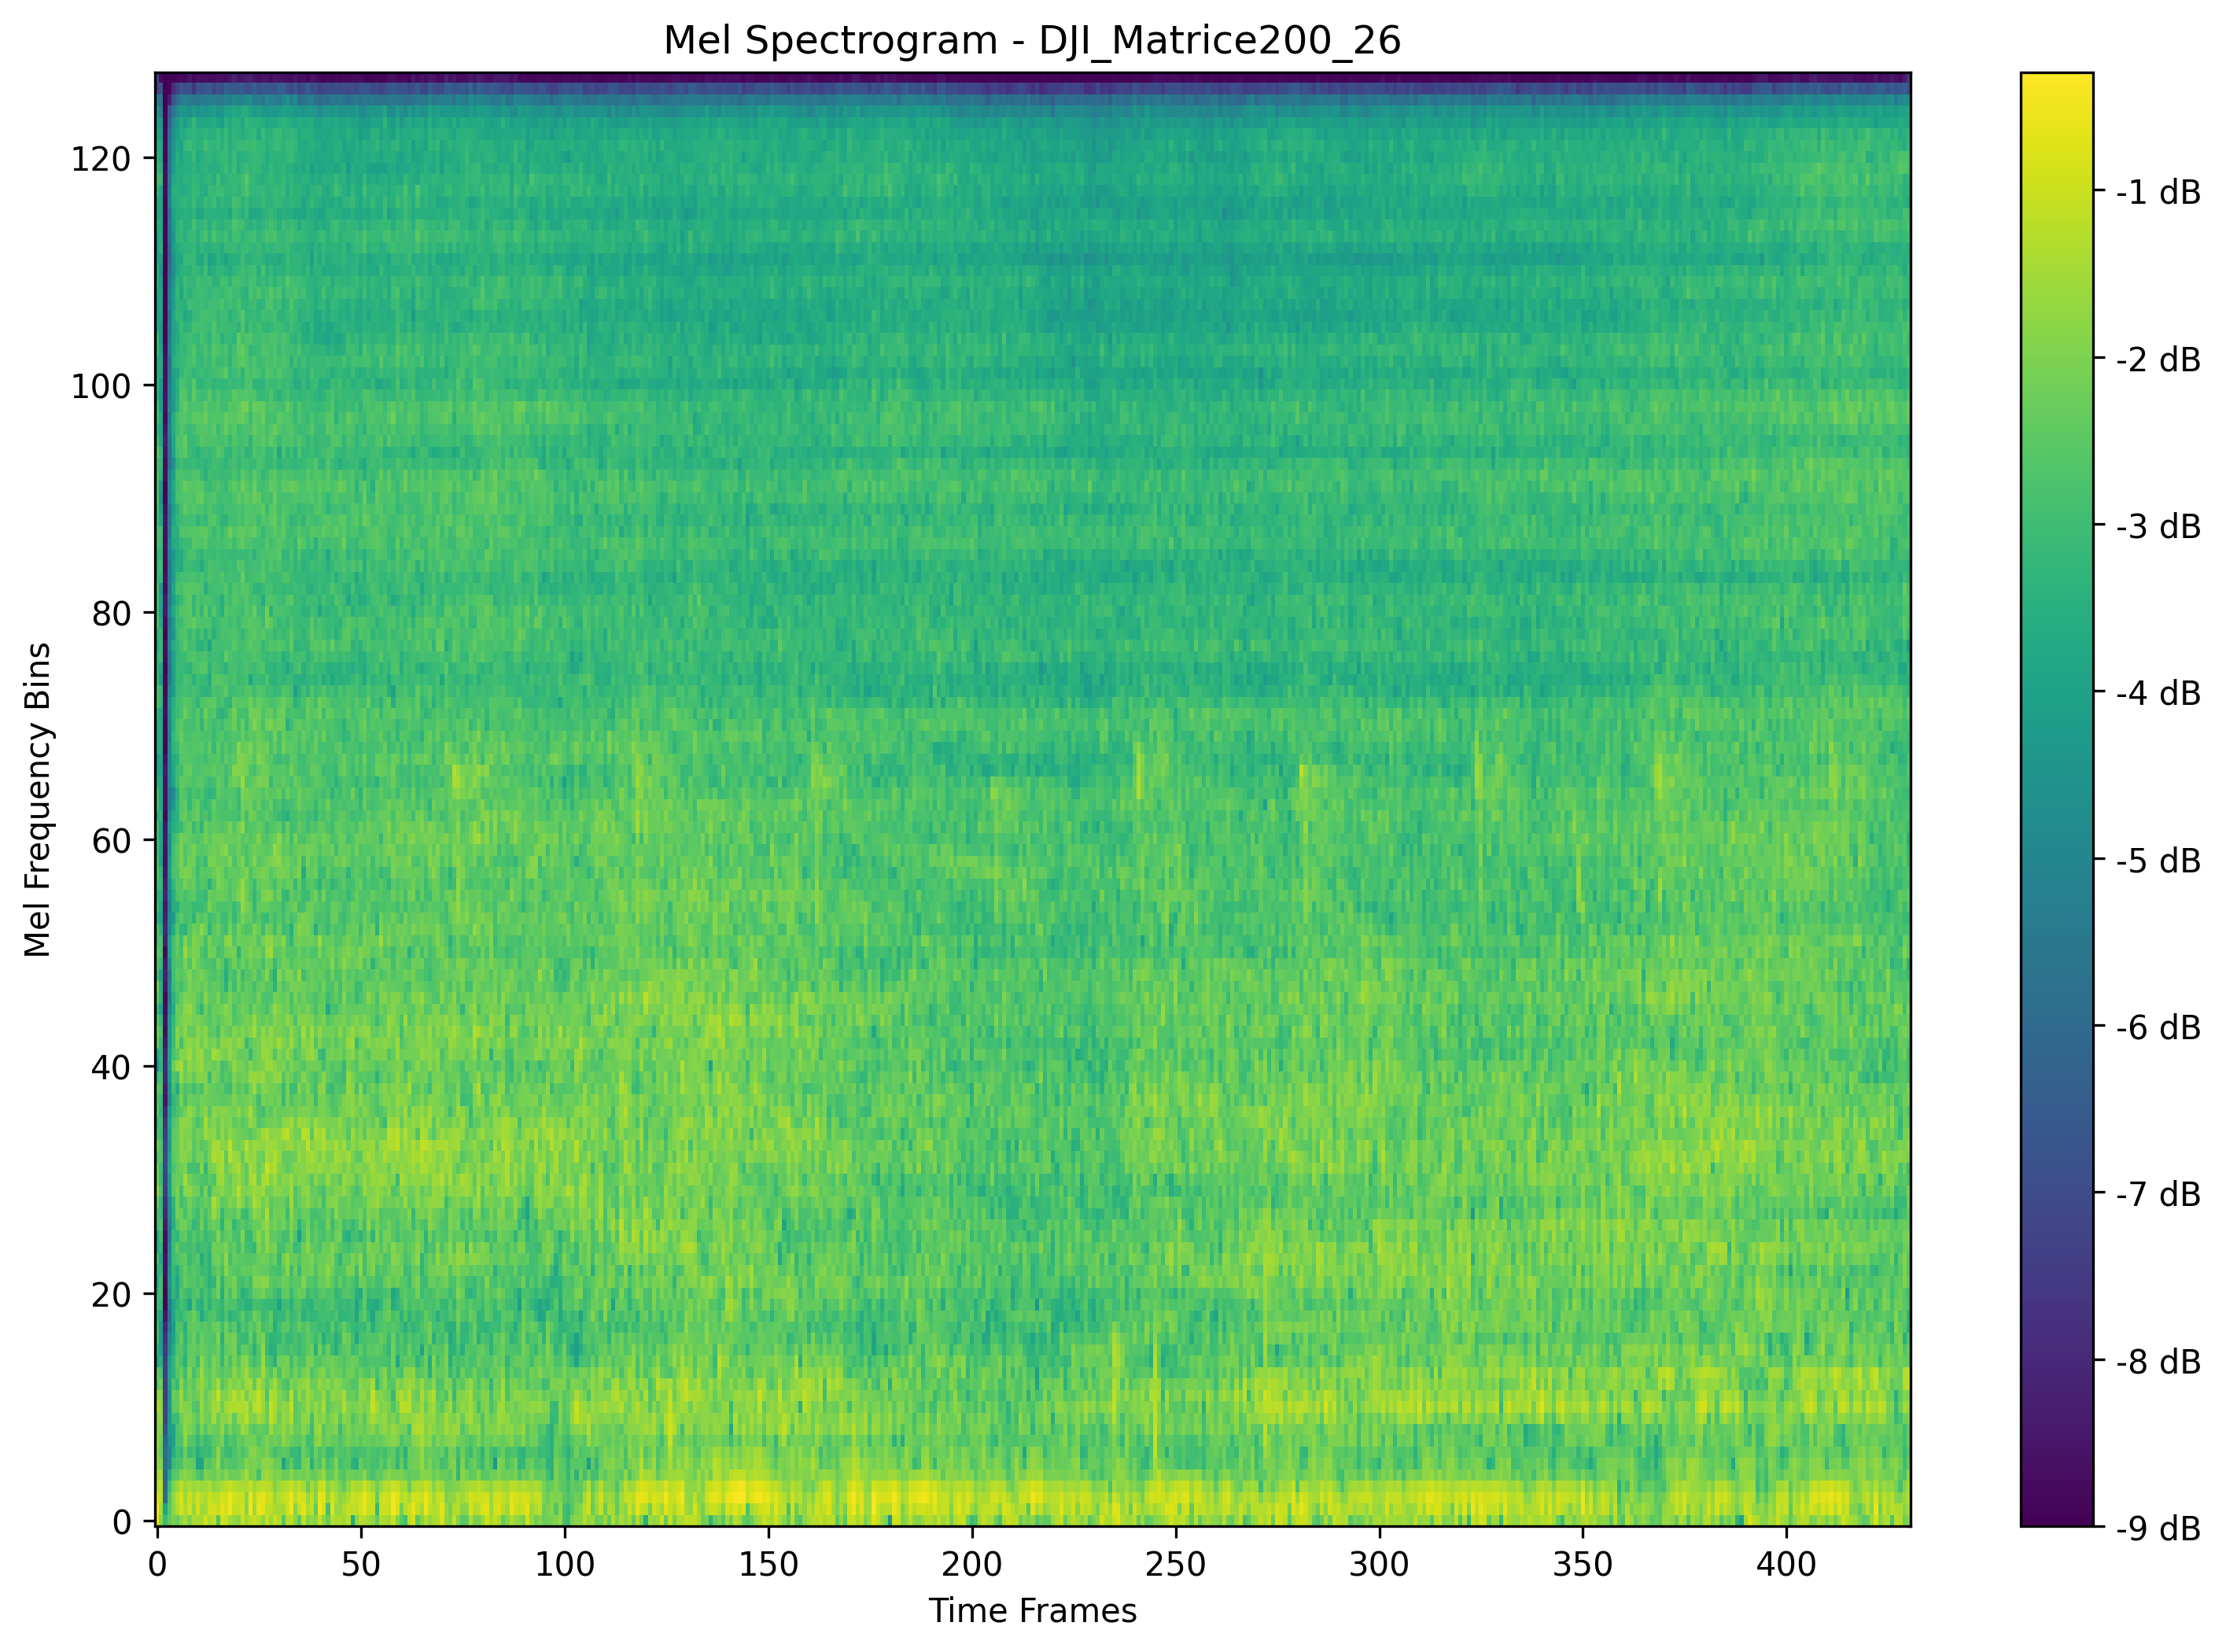 Mel Spectrogram - DJI_Matrice200_26
Mel Frequency Bins
120
100
80
60
40
20
0
0 50 100 150 200 250 300 350 400
Time Frames
-1 dB
-2 dB
-3 dB
-4 dB
-5 dB
-6 dB
-7 dB
-8 dB
-9 dB